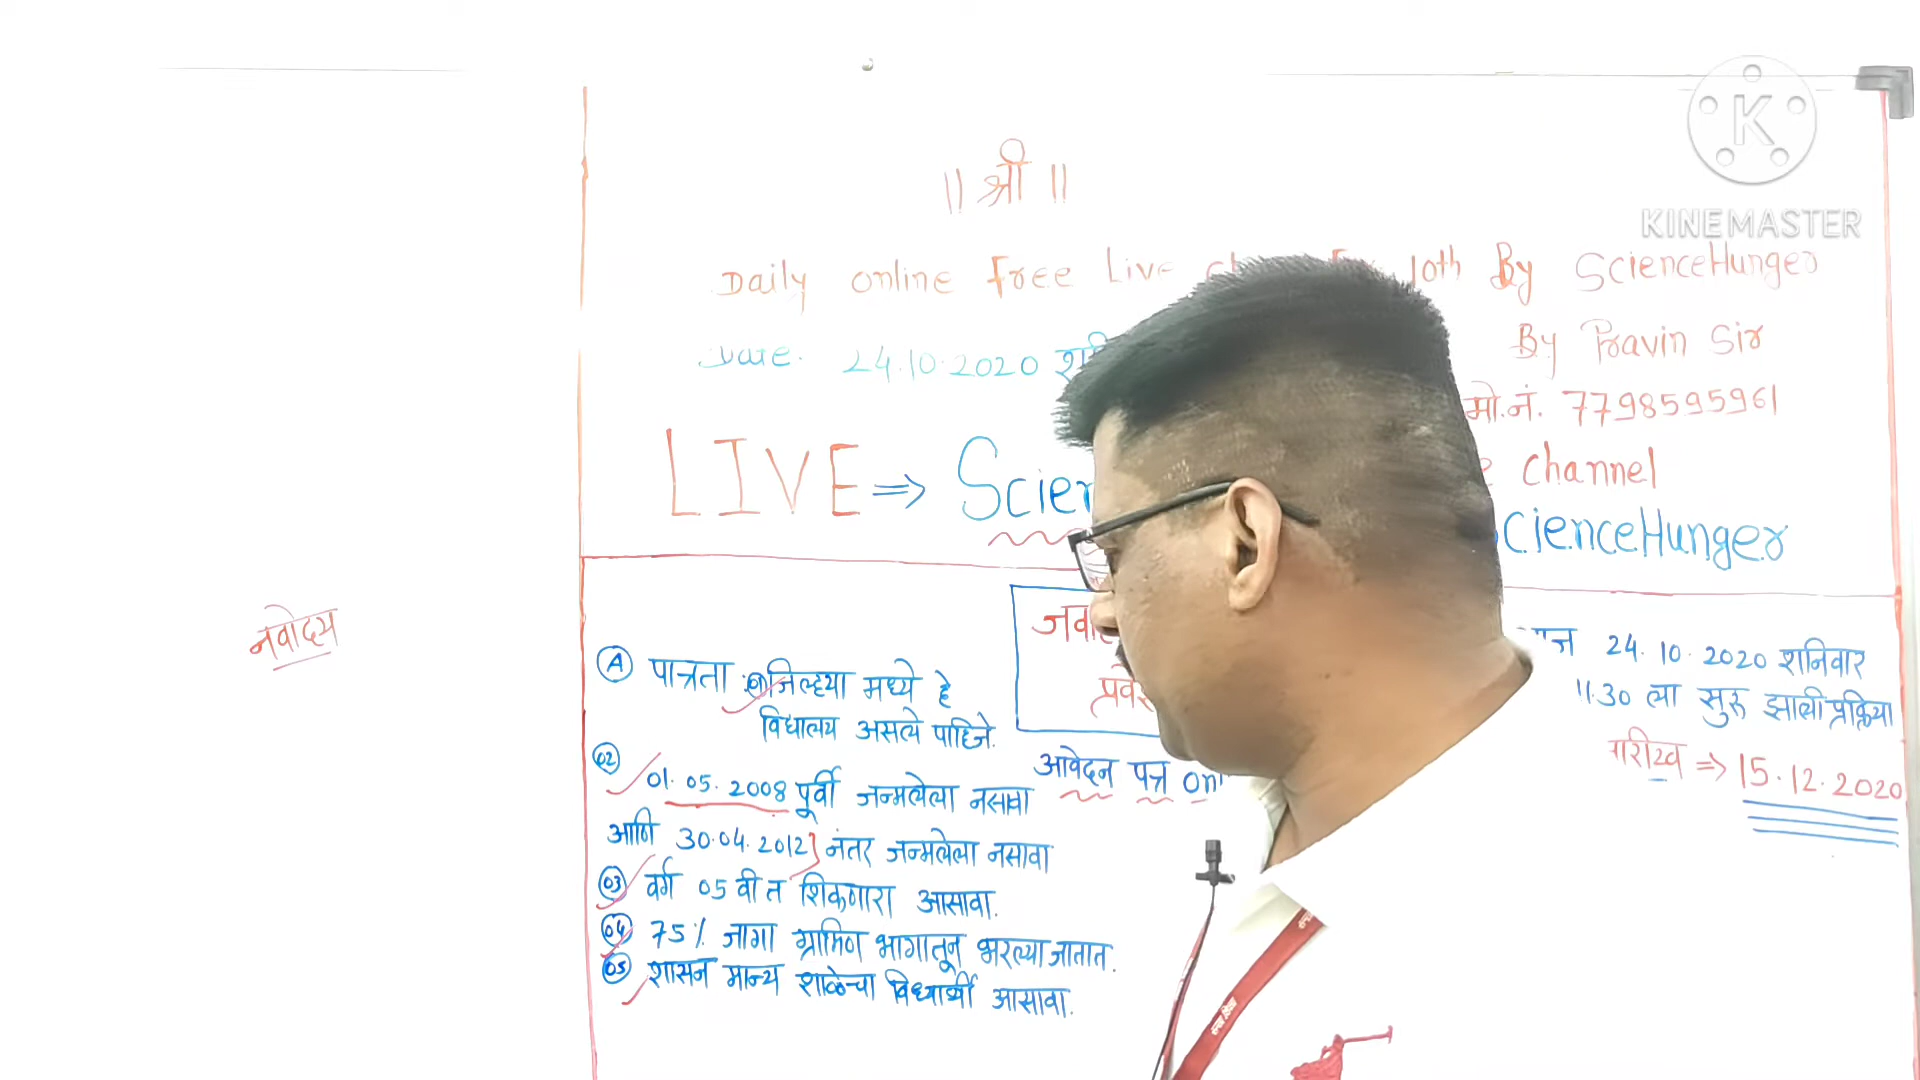 KINEMASTER
|| श्री ||
Daily online Free Live 10th By ScienceHunger
Date. 24.10.2020
By Pravin Sir
मो.नं. 7798595961
LIVE ⇒ Scien
Channel
ScienceHunger
नवोदय
A पात्रता जिल्ह्या मध्ये हे
विद्यालय असले पाहिजे.
02 01.05.2008 पूर्वी जन्मलेला नसावा
आणि 30.04.2012 नंतर जन्मलेला नसावा
03 वर्ग 05 वी त शिकणारा आसावा.
04 75% जागा ग्रामिण भागातून भरल्या जातात.
05 शासन मान्य शाळेचा विध्यार्थी आसावा.
आवेदन पत्र
24.10.2020 शनिवार
11.30 ला सुरू झाली प्रक्रिया
⇒ 15.12.2020